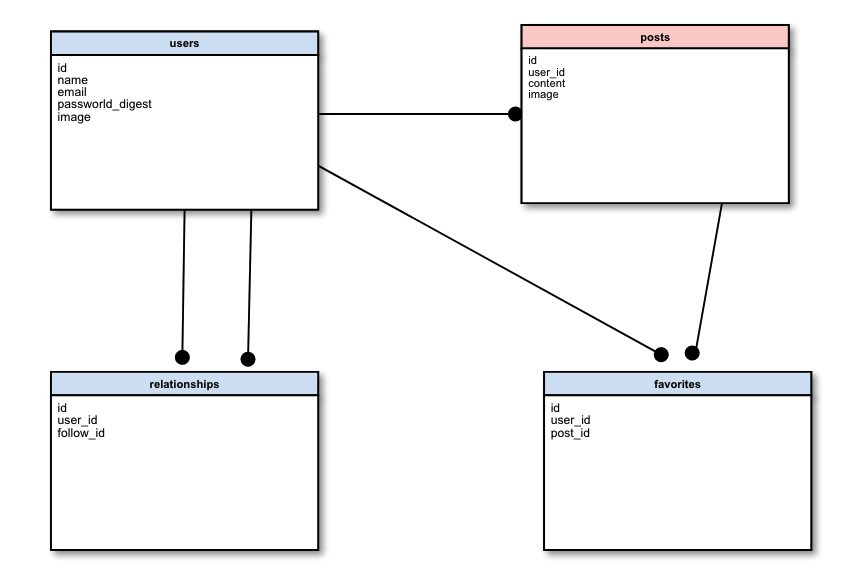 users
id
name
email
passworld_digest
image
posts
id
user_id
content
image
relationships
id
user_id
follow_id
favorites
id
user_id
post_id